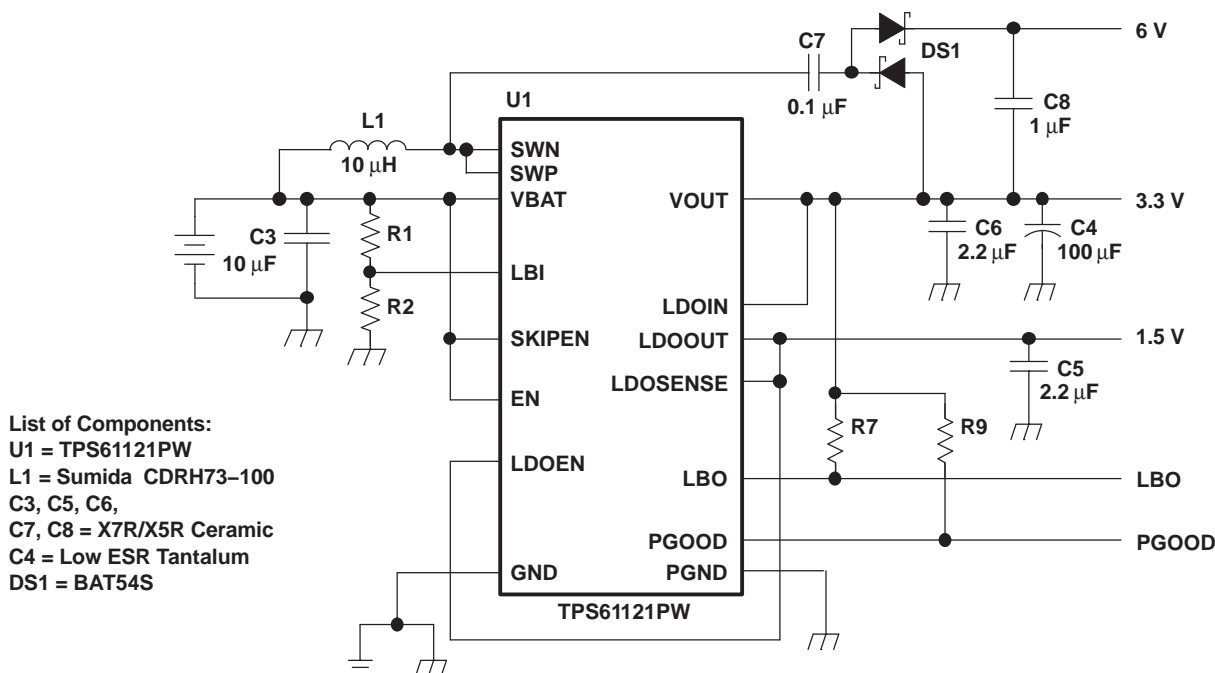 6 V
C7
DS1
0.1 μF
C8
1 μF
U1
L1
10 μH
SWN
SWP
VBAT
VOUT
3.3 V
C3
10 μF
R1
C6
2.2 μF
C4
100 μF
LBI
R2
LDOIN
SKIPEN
LDOOUT
1.5 V
LDOSENSE
C5
2.2 μF
EN
R7
R9
List of Components:
U1 = TPS61121PW
L1 = Sumida CDRH73–100
C3, C5, C6,
C7, C8 = X7R/X5R Ceramic
C4 = Low ESR Tantalum
DS1 = BAT54S
LDOEN
LBO
LBO
PGOOD
PGOOD
GND
PGND
TPS61121PW